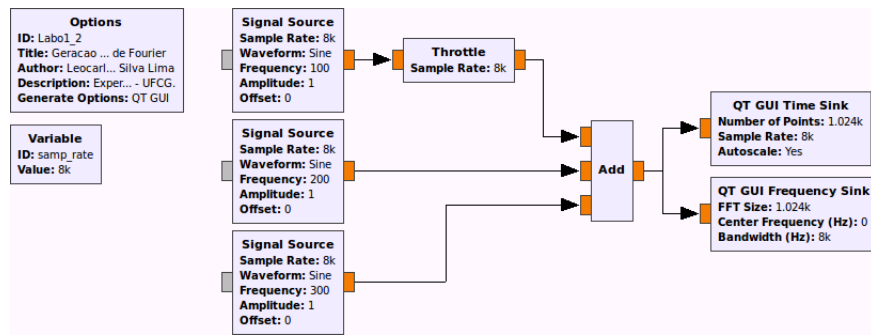 Options
ID: Labo1_2
Title: Geracao ... de Fourier
Author: Leocarl... Silva Lima
Description: Exper... - UFCG.
Generate Options: QT GUI
Variable
ID: samp_rate
Value: 8k
Signal Source
Sample Rate: 8k
Waveform: Sine
Frequency: 100
Amplitude: 1
Offset: 0
Throttle
Sample Rate: 8k
Signal Source
Sample Rate: 8k
Waveform: Sine
Frequency: 200
Amplitude: 1
Offset: 0
Signal Source
Sample Rate: 8k
Waveform: Sine
Frequency: 300
Amplitude: 1
Offset: 0
Add
QT GUI Time Sink
Number of Points: 1.024k
Sample Rate: 8k
Autoscale: Yes
QT GUI Frequency Sink
FFT Size: 1.024k
Center Frequency (Hz): 0
Bandwidth (Hz): 8k